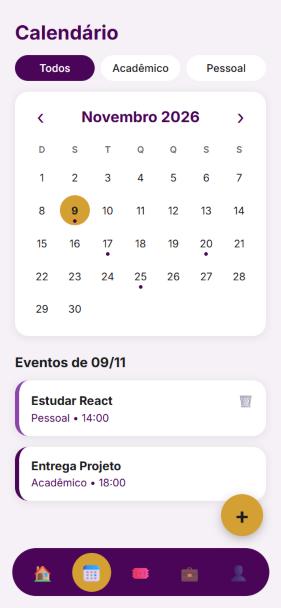 Calendário
Todos Acadêmico Pessoal
‹ Novembro 2026 ›
D S T Q Q S S
1 2 3 4 5 6 7
8 9 10 11 12 13 14
15 16 17 18 19 20 21
22 23 24 25 26 27 28
29 30
Eventos de 09/11
Estudar React
Pessoal • 14:00
Entrega Projeto
Acadêmico • 18:00
+